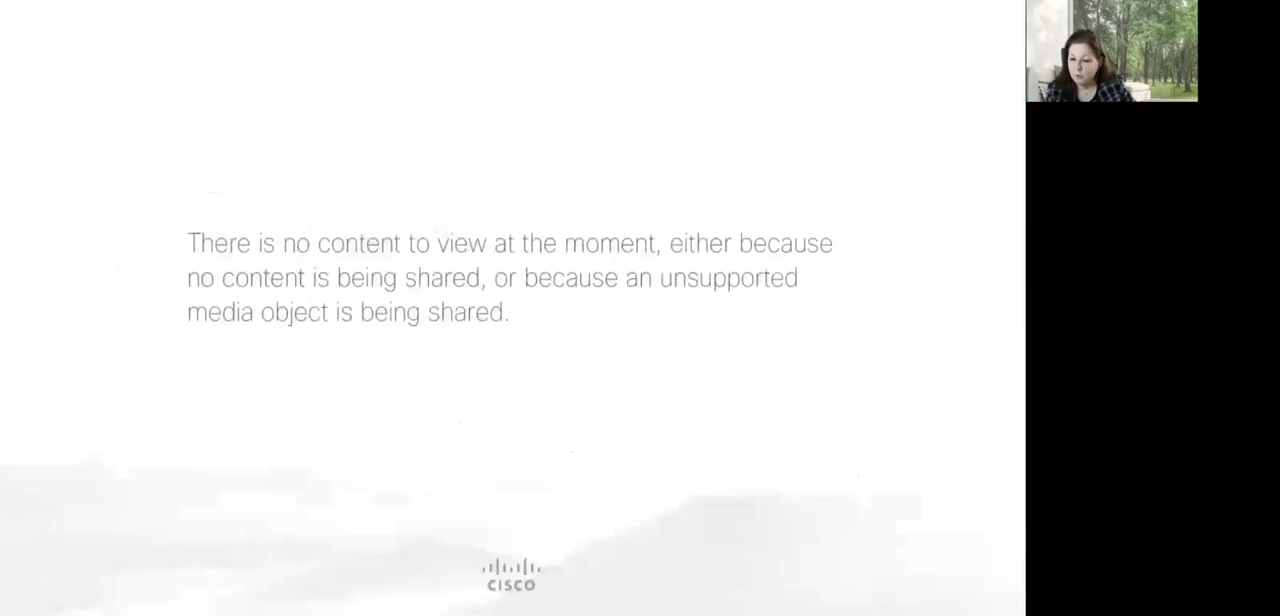 There is no content to view at the moment, either because
no content is being shared, or because an unsupported
media object is being shared.
CISCO